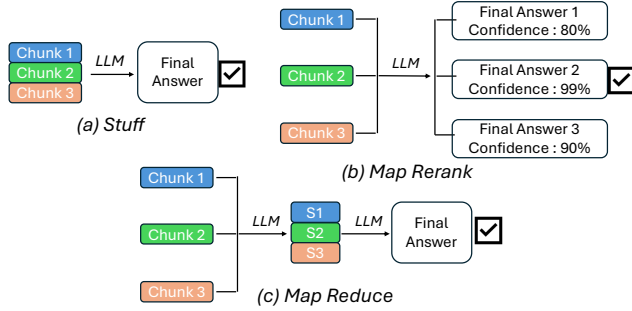 Chunk 1
Chunk 2
Chunk 3
LLM
Final
Answer
(a) Stuff
Chunk 1
Chunk 2
Chunk 3
LLM
Final Answer 1
Confidence : 80%
Final Answer 2
Confidence : 99%
Final Answer 3
Confidence : 90%
(b) Map Rerank
Chunk 1
Chunk 2
Chunk 3
LLM
S1
S2
S3
LLM
Final
Answer
(c) Map Reduce